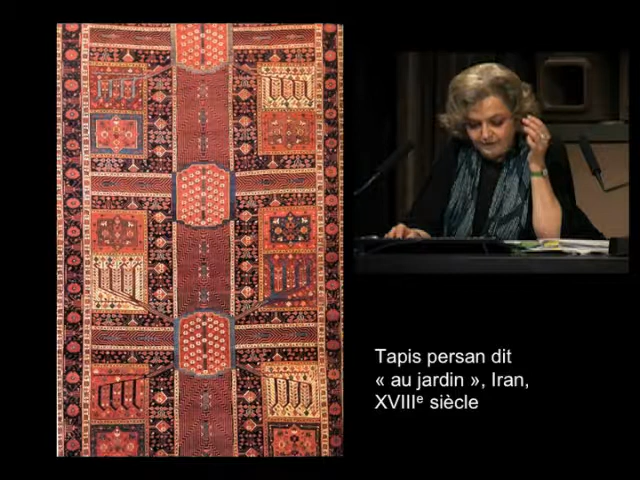 Tapis persan dit
« au jardin », Iran,
XVIIIᵉ siècle